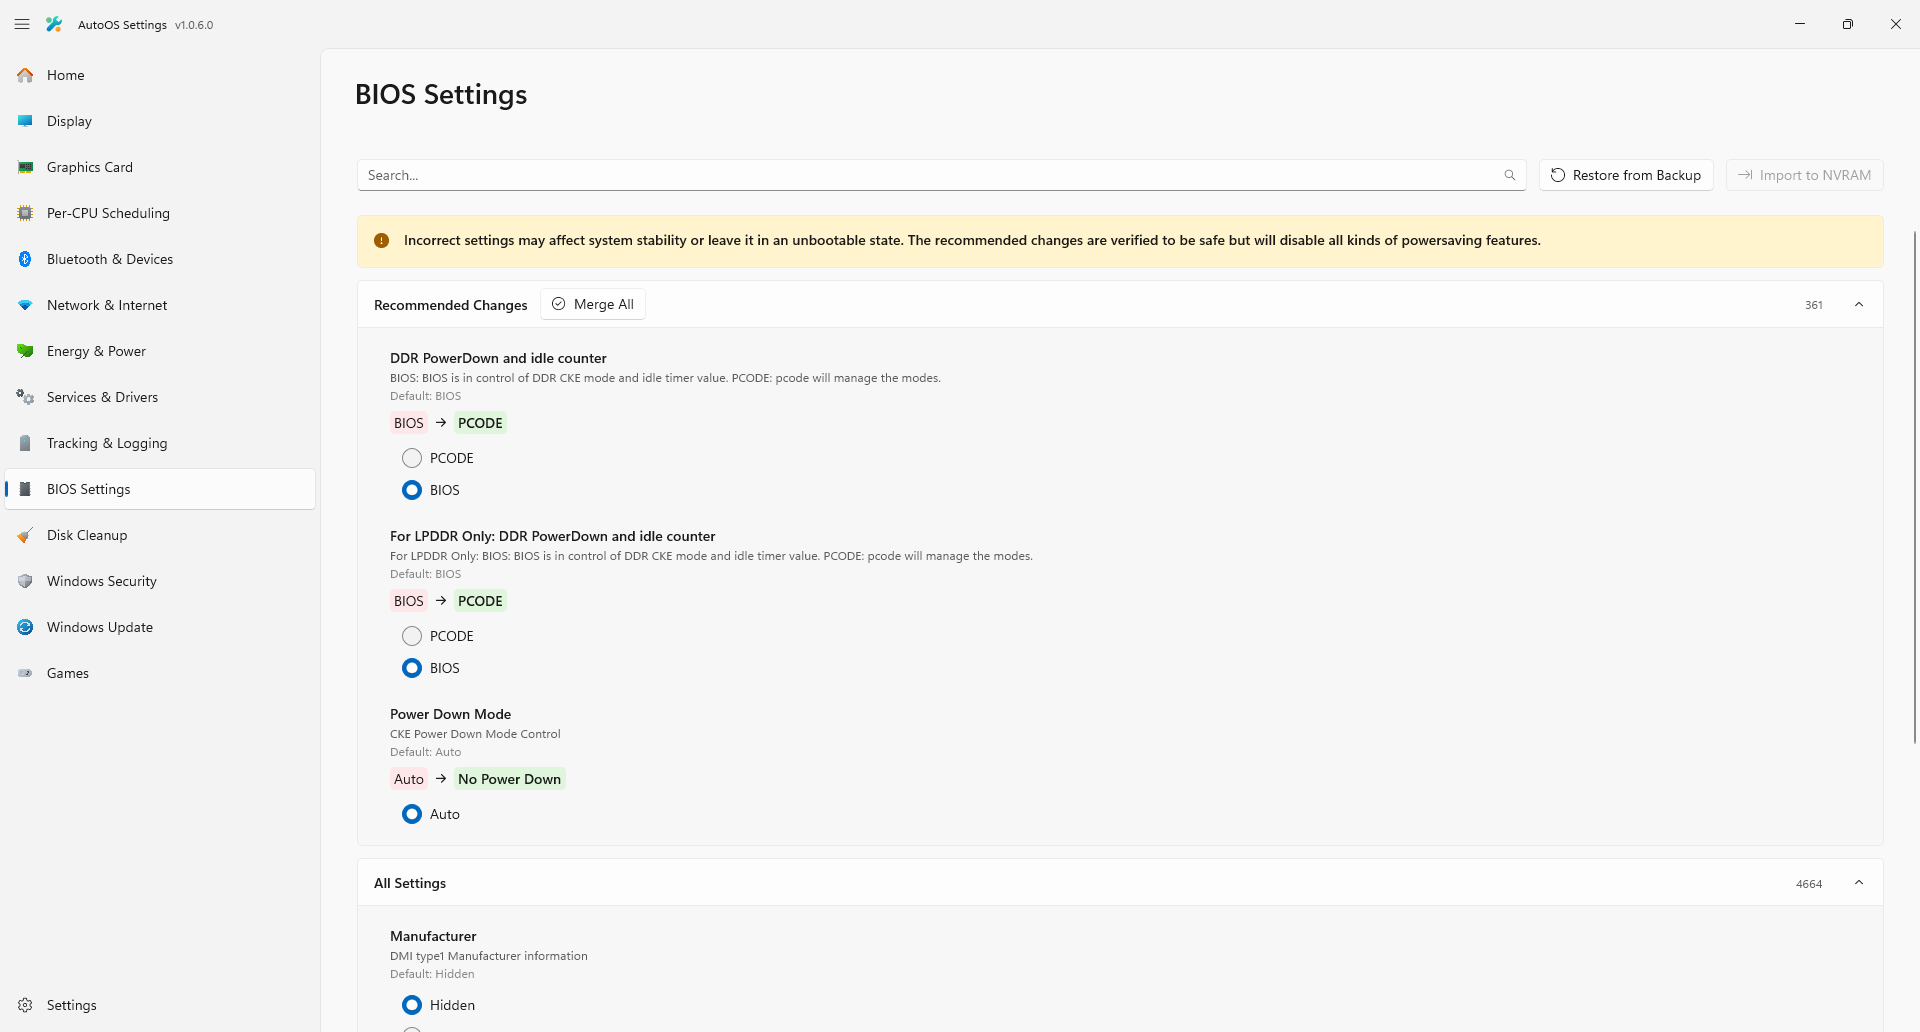 AutoOS Settings v1.0.6.0
Home
Display
Graphics Card
Per-CPU Scheduling
Bluetooth & Devices
Network & Internet
Energy & Power
Services & Drivers
Tracking & Logging
BIOS Settings
Disk Cleanup
Windows Security
Windows Update
Games
Settings
BIOS Settings
Search...
Restore from Backup
Import to NVRAM
Incorrect settings may affect system stability or leave it in an unbootable state. The recommended changes are verified to be safe but will disable all kinds of powersaving features.
Recommended Changes Merge All 361
DDR PowerDown and idle counter
BIOS: BIOS is in control of DDR CKE mode and idle timer value. PCODE: pcode will manage the modes.
Default: BIOS
BIOS → PCODE
PCODE
BIOS
For LPDDR Only: DDR PowerDown and idle counter
For LPDDR Only: BIOS: BIOS is in control of DDR CKE mode and idle timer value. PCODE: pcode will manage the modes.
Default: BIOS
BIOS → PCODE
PCODE
BIOS
Power Down Mode
CKE Power Down Mode Control
Default: Auto
Auto → No Power Down
Auto
All Settings 4664
Manufacturer
DMI type1 Manufacturer information
Default: Hidden
Hidden